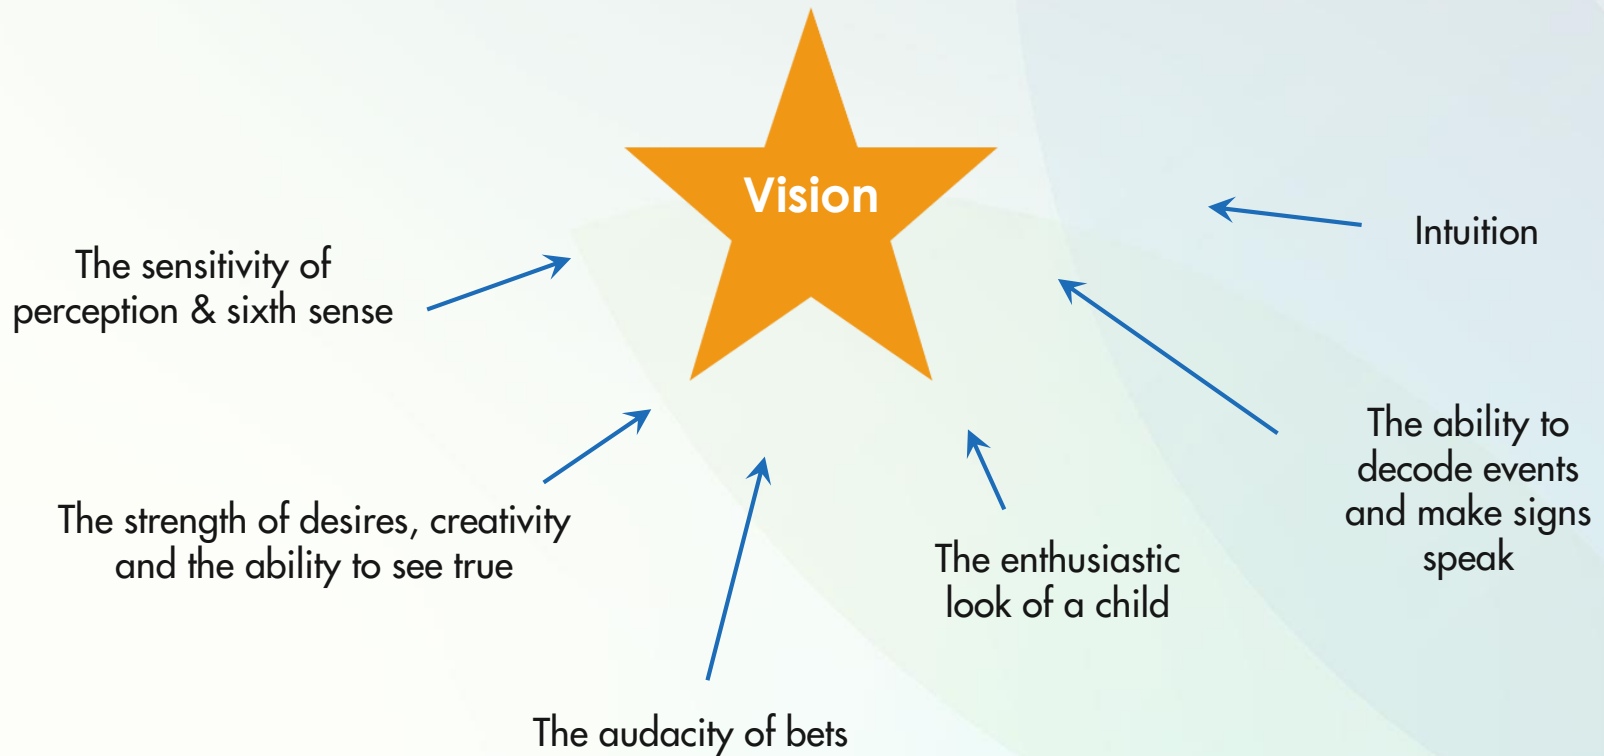 Vision
The sensitivity of
perception & sixth sense
Intuition
The strength of desires, creativity
and the ability to see true
The audacity of bets
The enthusiastic
look of a child
The ability to
decode events
and make signs
speak